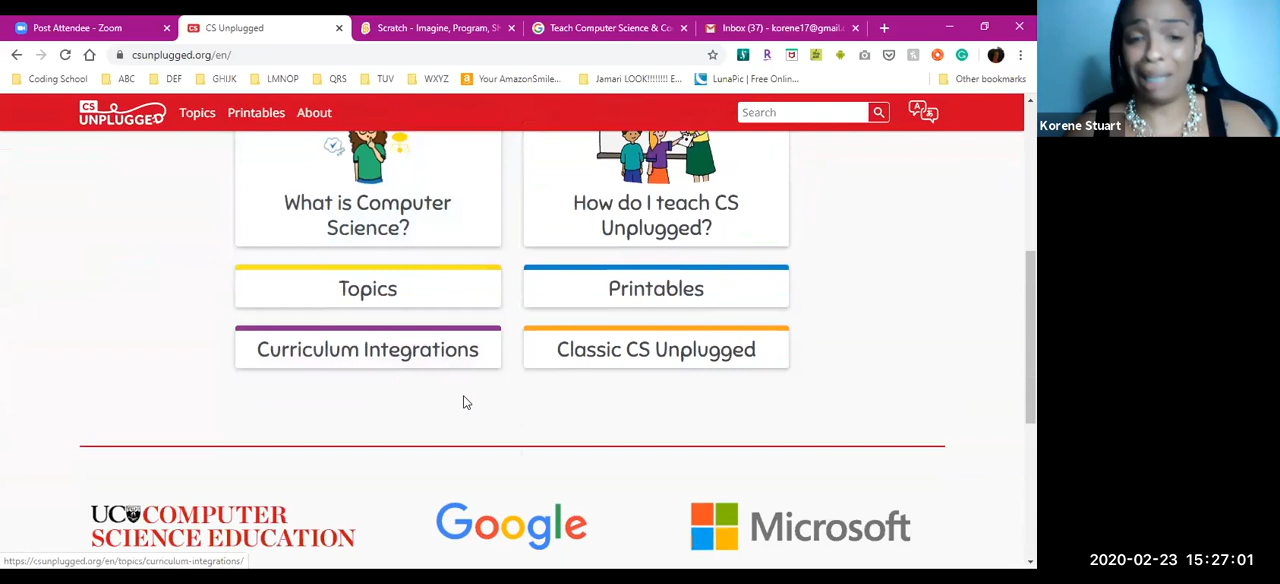 Post Attendee - Zoom
CS Unplugged
Scratch - Imagine, Program, Sh
Teach Computer Science & Co
Inbox (37) - korene17@gmail.c
csunplugged.org/en/
Coding School
ABC
DEF
GHIJK
LMNOP
QRS
TUV
WXYZ
Your AmazonSmile...
Jamari LOOK!!!!!!! E...
LunaPic | Free Onlin...
Other bookmarks
CS UNPLUGGED
Topics
Printables
About
Search
Korene Stuart
What is Computer
Science?
How do I teach CS
Unplugged?
Topics
Printables
Curriculum Integrations
Classic CS Unplugged
UC COMPUTER
SCIENCE EDUCATION
Google
Microsoft
https://csunplugged.org/en/topics/curriculum-integrations/
2020-02-23 15:27:01